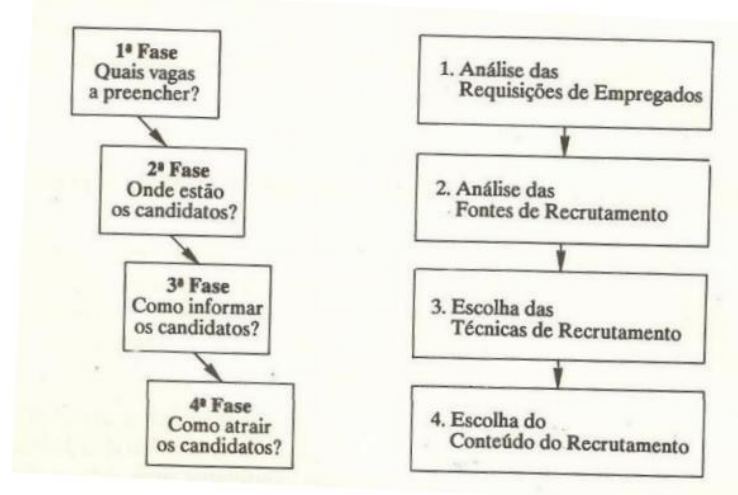 1ª Fase
Quais vagas
a preencher?
2ª Fase
Onde estão
os candidatos?
3ª Fase
Como informar
os candidatos?
4ª Fase
Como atrair
os candidatos?
1. Análise das
Requisições de Empregados
2. Análise das
Fontes de Recrutamento
3. Escolha das
Técnicas de Recrutamento
4. Escolha do
Conteúdo do Recrutamento